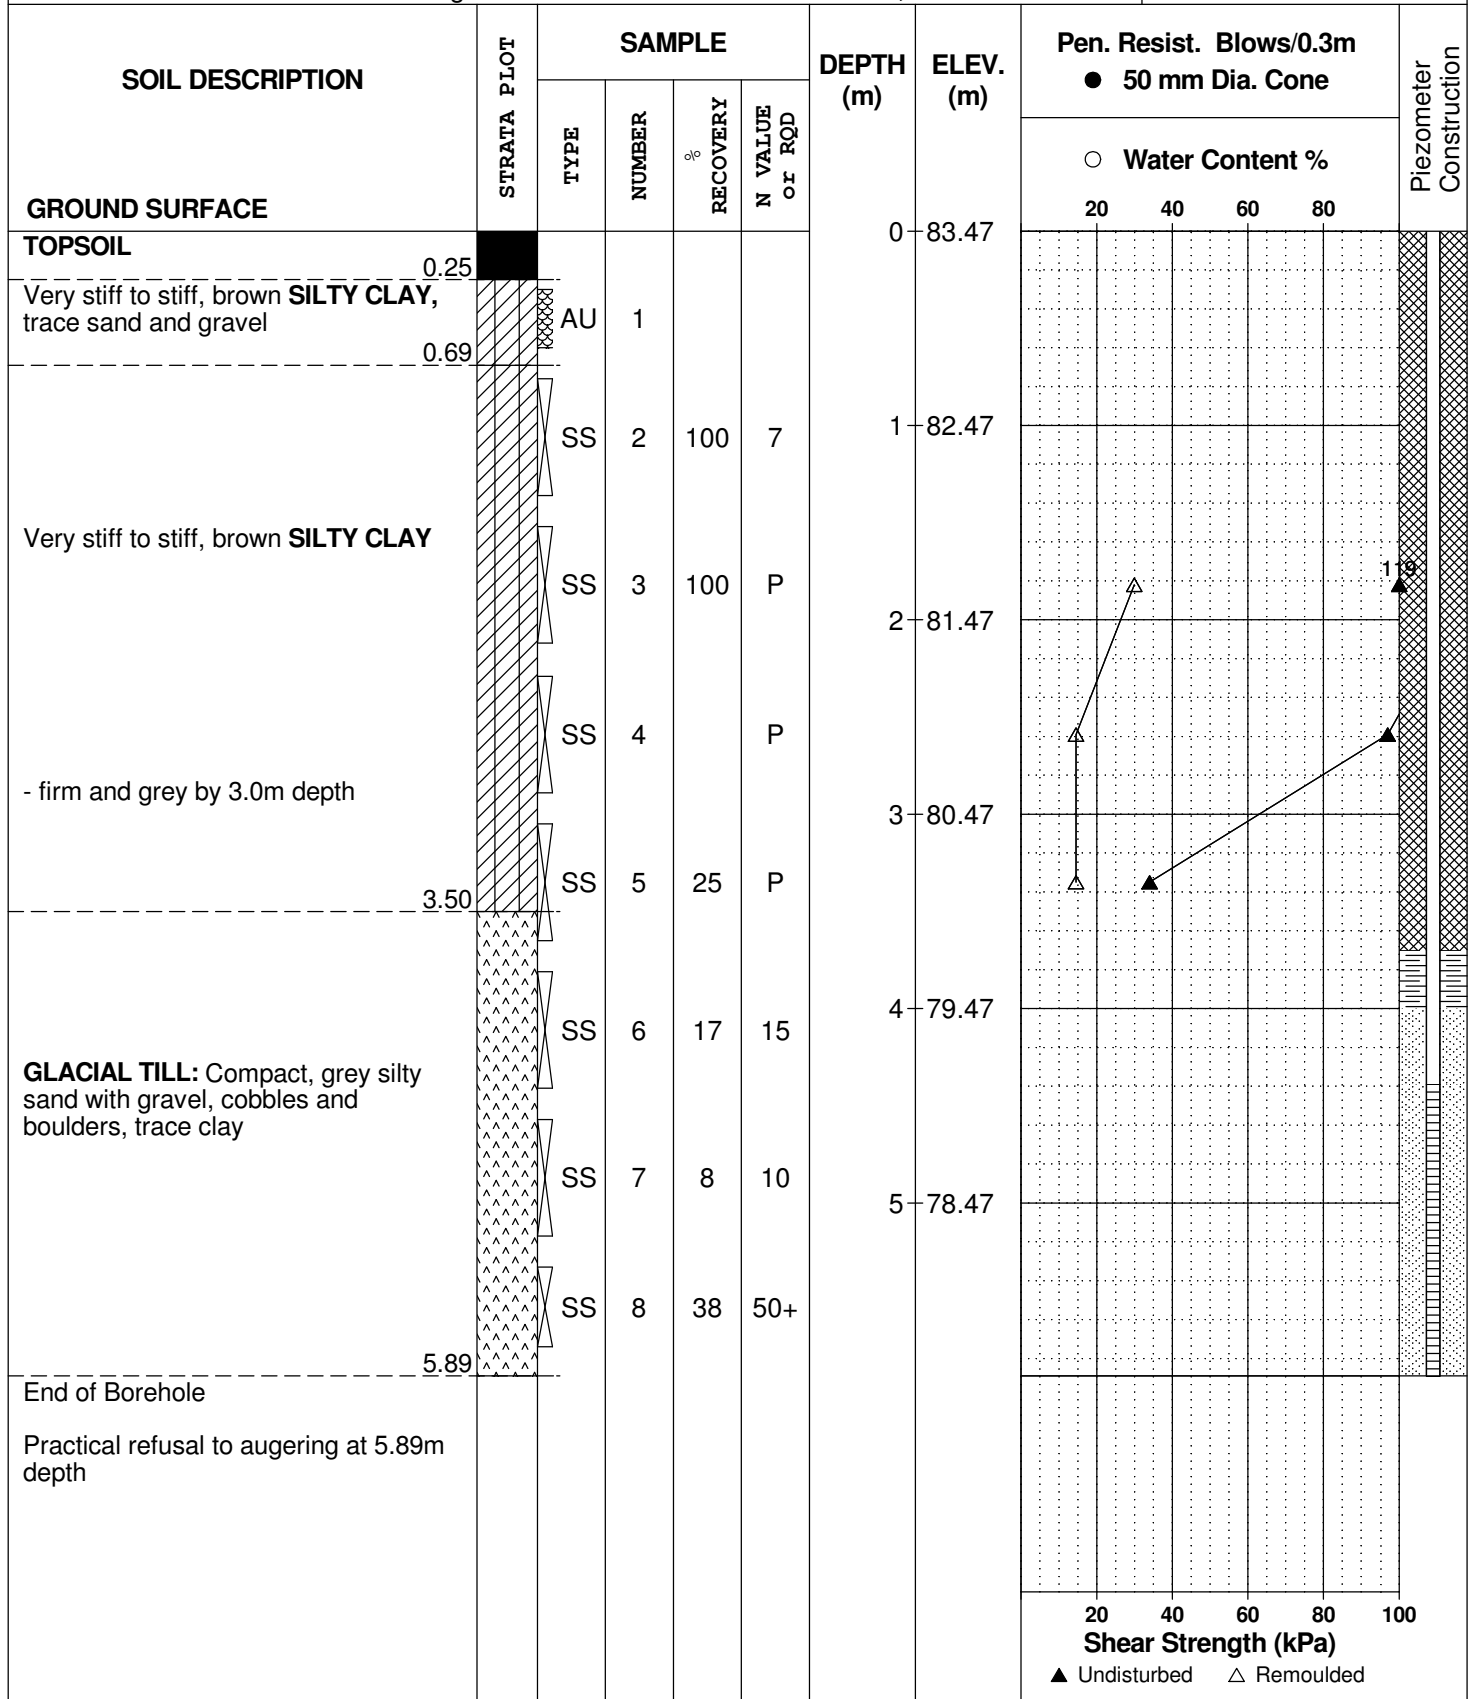 SOIL DESCRIPTION
GROUND SURFACE
STRATA PLOT
SAMPLE
TYPE
NUMBER
% RECOVERY
N VALUE or RQD
DEPTH (m)
ELEV. (m)
Pen. Resist. Blows/0.3m
● 50 mm Dia. Cone
○ Water Content %
20 40 60 80
Piezometer Construction
0 83.47
TOPSOIL
0.25
Very stiff to stiff, brown SILTY CLAY,
trace sand and gravel
AU 1
0.69
SS 2 100 7
1 82.47
Very stiff to stiff, brown SILTY CLAY
SS 3 100 P
119
2 81.47
SS 4 P
- firm and grey by 3.0m depth
3 80.47
SS 5 25 P
3.50
4 79.47
SS 6 17 15
GLACIAL TILL: Compact, grey silty
sand with gravel, cobbles and
boulders, trace clay
SS 7 8 10
5 78.47
SS 8 38 50+
5.89
End of Borehole
Practical refusal to augering at 5.89m
depth
20 40 60 80 100
Shear Strength (kPa)
▲ Undisturbed △ Remoulded